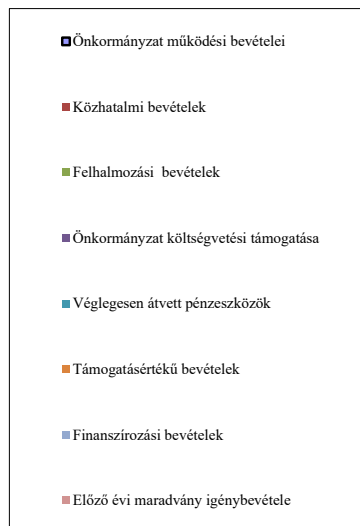 Önkormányzat működési bevételei
Közhatalmi bevételek
Felhalmozási bevételek
Önkormányzat költségvetési támogatása
Véglegesen átvett pénzeszközök
Támogatásértékű bevételek
Finanszírozási bevételek
Előző évi maradvány igénybevétele